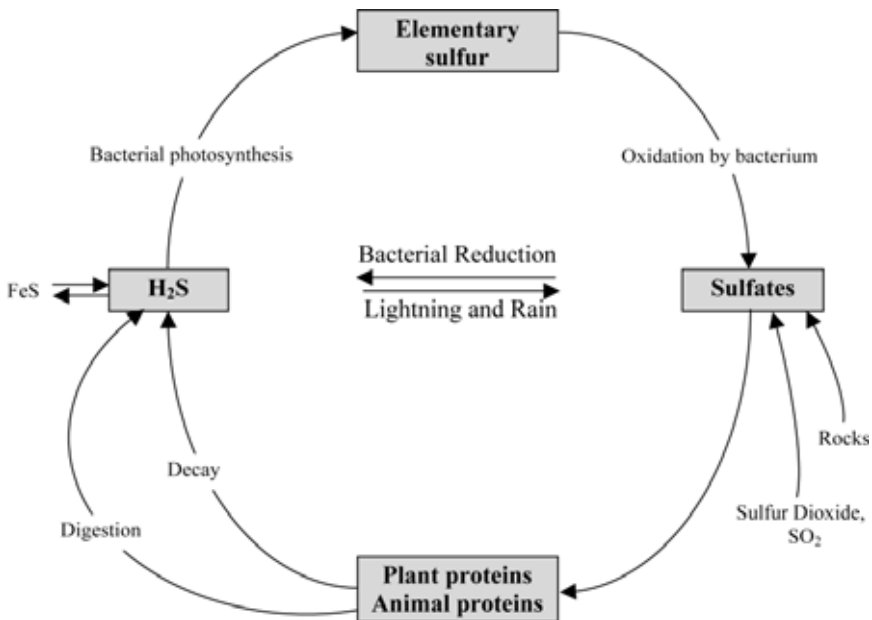 Elementary
sulfur
Bacterial photosynthesis
Oxidation by bacterium
Bacterial Reduction
FeS
H₂S
Sulfates
Lightning and Rain
Rocks
Decay
Sulfur Dioxide,
SO₂
Digestion
Plant proteins
Animal proteins